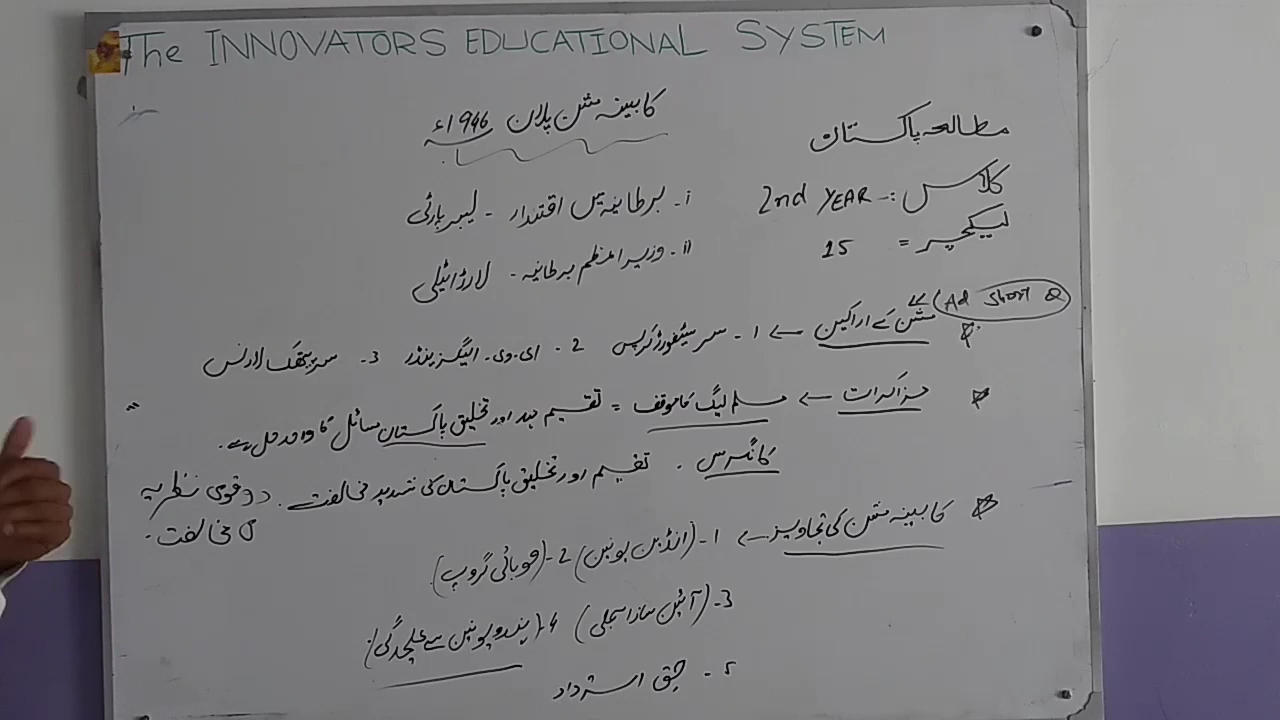 The INNOVATORS EDUCATIONAL SYSTEM
کابینہ مشن پلان 1946ء
مطالعہ پاکستان
کلاس :- 2nd YEAR
لیکچر = 15
i- برطانیہ میں اقتدار - لیبر پارٹی
ii- وزیر اعظم برطانیہ - لارڈ اٹیلی
(Ad Short Q
مشن کے اراکین ← 1- سر سٹیفورڈ کرپس 2- ای۔وی۔ الیگزینڈر 3- سر پیتھک لارنس
مذاکرات ← مسلم لیگ کا موقف = تقسیم ہند اور تخلیق پاکستان مسائل کا واحد حل ہے۔
کانگرس - تقسیم اور تخلیق پاکستان کی شدید مخالفت۔ دو قومی نظریہ
کی مخالفت۔
کابینہ مشن کی تجاویز ← 1- (انڈین یونین) 2- (صوبائی گروپ)
3- (آئین ساز اسمبلی) 4- (ہندو یونین سے علیحدگی)
5- حق استرداد